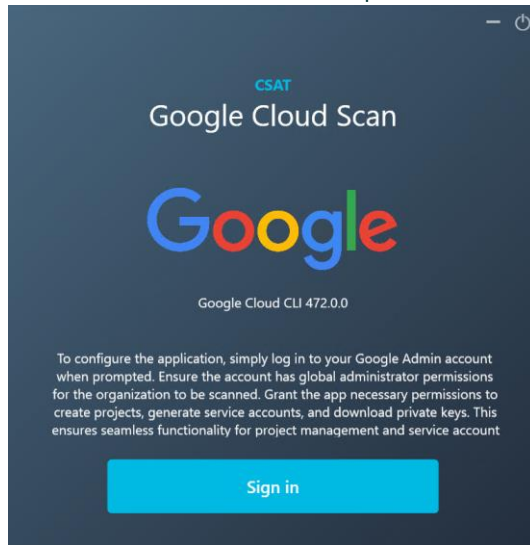 CSAT
Google Cloud Scan
Google
Google Cloud CLI 472.0.0
To configure the application, simply log in to your Google Admin account
when prompted. Ensure the account has global administrator permissions
for the organization to be scanned. Grant the app necessary permissions to
create projects, generate service accounts, and download private keys. This
ensures seamless functionality for project management and service account
Sign in